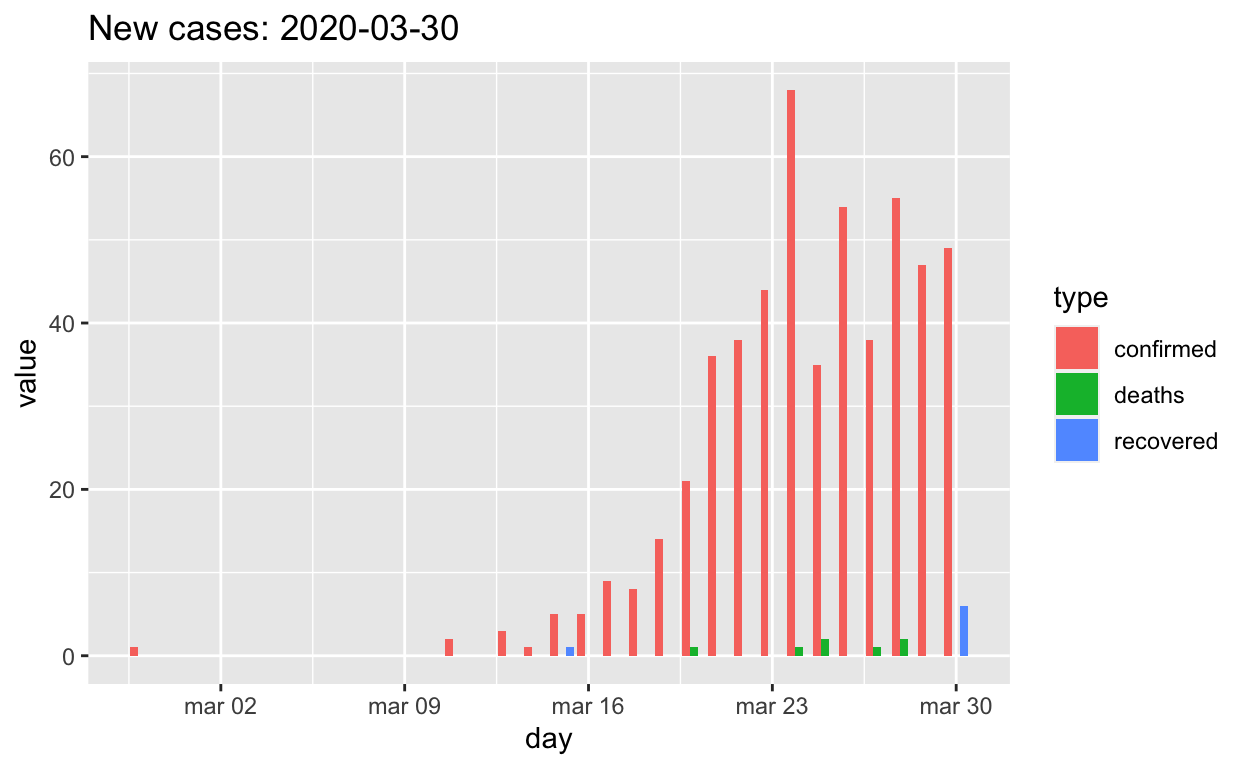 New cases: 2020-03-30
60
40
20
0
value
mar 02
mar 09
mar 16
mar 23
mar 30
day
type
confirmed
deaths
recovered